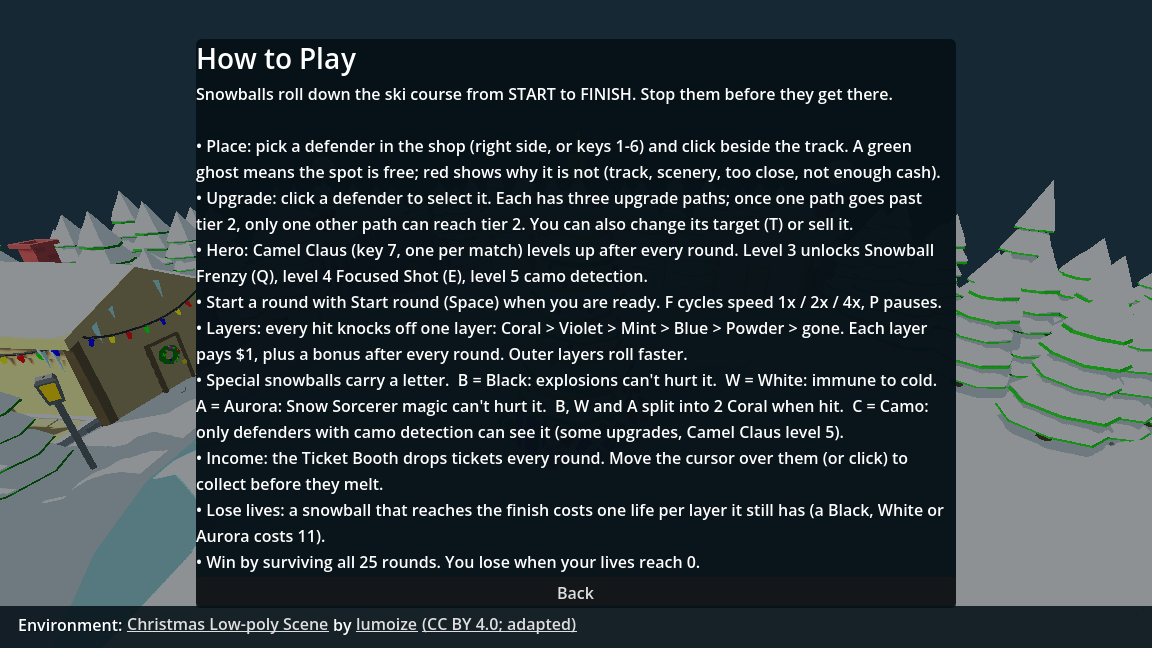 How to Play
Snowballs roll down the ski course from START to FINISH. Stop them before they get there.
• Place: pick a defender in the shop (right side, or keys 1-6) and click beside the track. A green
ghost means the spot is free; red shows why it is not (track, scenery, too close, not enough cash).
• Upgrade: click a defender to select it. Each has three upgrade paths; once one path goes past
tier 2, only one other path can reach tier 2. You can also change its target (T) or sell it.
• Hero: Camel Claus (key 7, one per match) levels up after every round. Level 3 unlocks Snowball
Frenzy (Q), level 4 Focused Shot (E), level 5 camo detection.
• Start a round with Start round (Space) when you are ready. F cycles speed 1x / 2x / 4x, P pauses.
• Layers: every hit knocks off one layer: Coral > Violet > Mint > Blue > Powder > gone. Each layer
pays $1, plus a bonus after every round. Outer layers roll faster.
• Special snowballs carry a letter.  B = Black: explosions can't hurt it.  W = White: immune to cold.
A = Aurora: Snow Sorcerer magic can't hurt it.  B, W and A split into 2 Coral when hit.  C = Camo:
only defenders with camo detection can see it (some upgrades, Camel Claus level 5).
• Income: the Ticket Booth drops tickets every round. Move the cursor over them (or click) to
collect before they melt.
• Lose lives: a snowball that reaches the finish costs one life per layer it still has (a Black, White or
Aurora costs 11).
• Win by surviving all 25 rounds. You lose when your lives reach 0.
Back
Environment: Christmas Low-poly Scene by lumoize (CC BY 4.0; adapted)